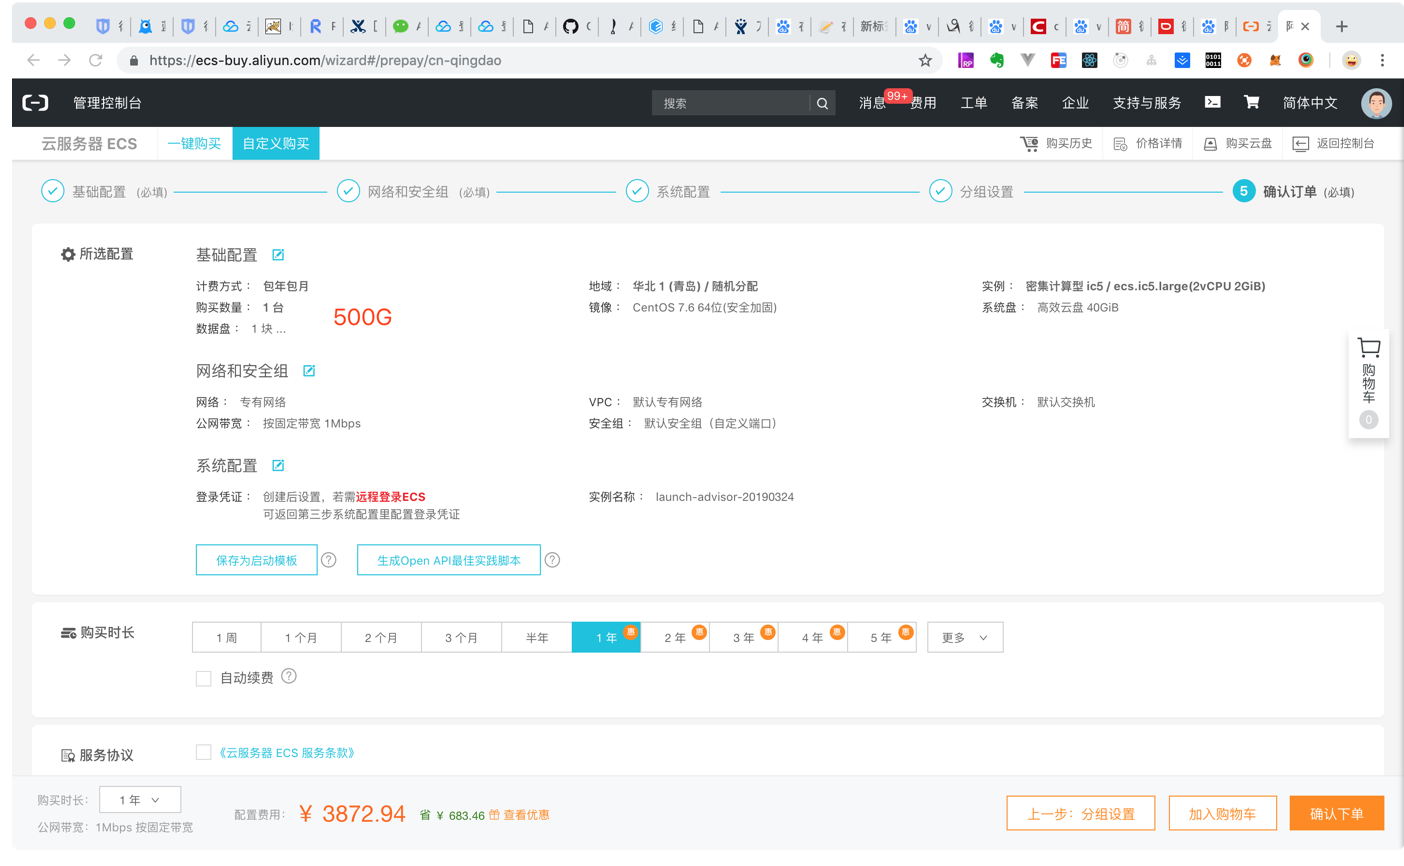 新标
https://ecs-buy.aliyun.com/wizard#/prepay/cn-qingdao
管理控制台
搜索
消息 99+ 费用 工单 备案 企业 支持与服务 简体中文
云服务器 ECS 一键购买 自定义购买 购买历史 价格详情 购买云盘 返回控制台
基础配置 (必填) 网络和安全组 (必填) 系统配置 分组设置 5 确认订单 (必填)
所选配置
基础配置
计费方式： 包年包月 地域： 华北 1 (青岛) / 随机分配 实例： 密集计算型 ic5 / ecs.ic5.large(2vCPU 2GiB)
购买数量： 1 台 镜像： CentOS 7.6 64位(安全加固) 系统盘： 高效云盘 40GiB
数据盘： 1 块 ...
500G
网络和安全组
网络： 专有网络 VPC： 默认专有网络 交换机： 默认交换机
公网带宽： 按固定带宽 1Mbps 安全组： 默认安全组（自定义端口）
系统配置
登录凭证： 创建后设置，若需远程登录ECS 实例名称： launch-advisor-20190324
可返回第三步系统配置里配置登录凭证
保存为启动模板 ? 生成Open API最佳实践脚本 ?
购物车
0
购买时长
1 周 1 个月 2 个月 3 个月 半年 1 年 惠 2 年 惠 3 年 惠 4 年 惠 5 年 惠 更多
自动续费 ?
服务协议
《云服务器 ECS 服务条款》
购买时长: 1 年
公网带宽: 1Mbps 按固定带宽
配置费用: ¥ 3872.94 省 ¥ 683.46 查看优惠
上一步：分组设置 加入购物车 确认下单